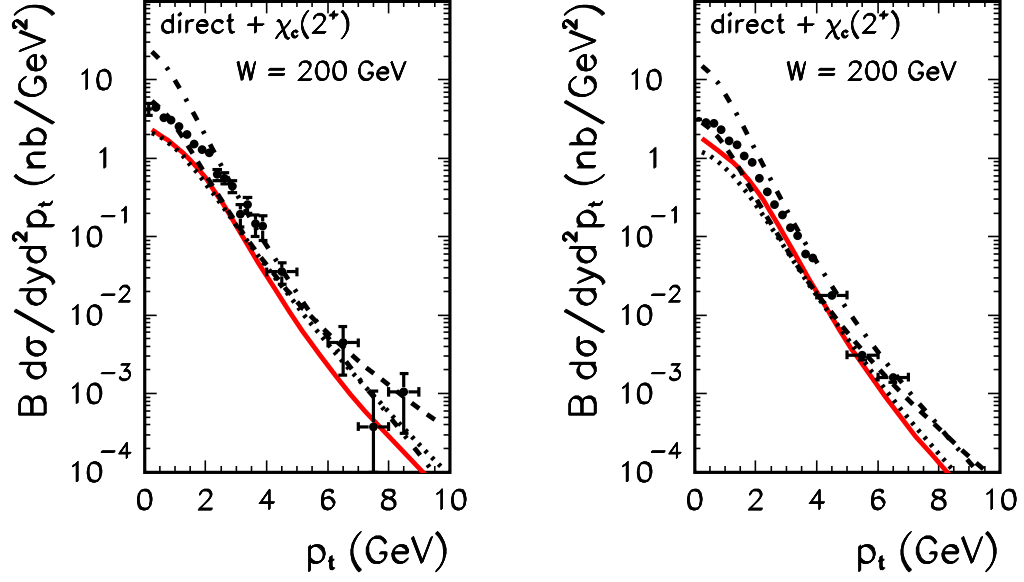 direct + χc(2⁺)
W = 200 GeV
B dσ/dyd²pt (nb/GeV²)
10
1
10⁻¹
10⁻²
10⁻³
10⁻⁴
0 2 4 6 8 10
pt (GeV)
direct + χc(2⁺)
W = 200 GeV
B dσ/dyd²pt (nb/GeV²)
10
1
10⁻¹
10⁻²
10⁻³
10⁻⁴
0 2 4 6 8 10
pt (GeV)